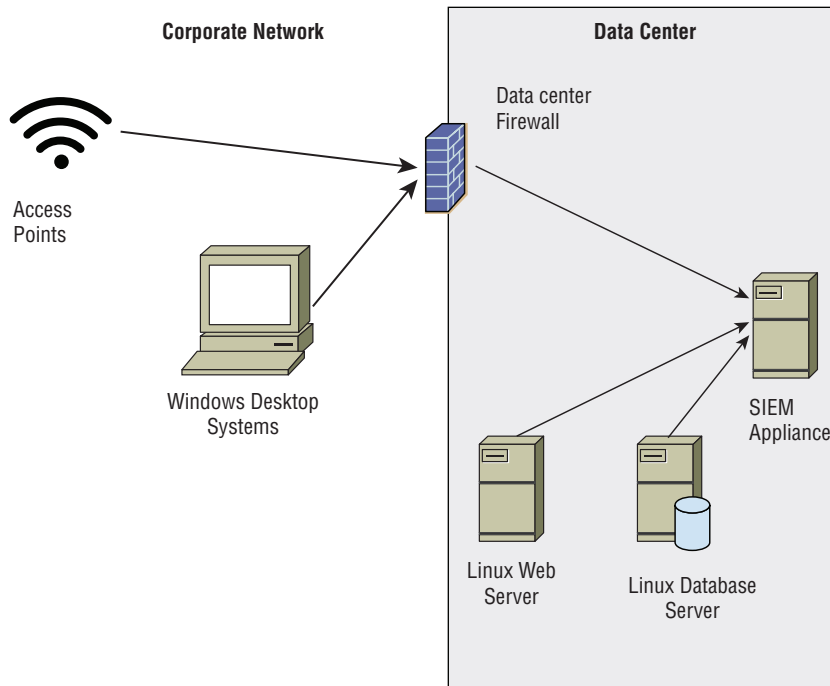 Corporate Network
Data Center
Data center
Firewall
Access
Points
Windows Desktop
Systems
SIEM
Appliance
Linux Web
Server
Linux Database
Server